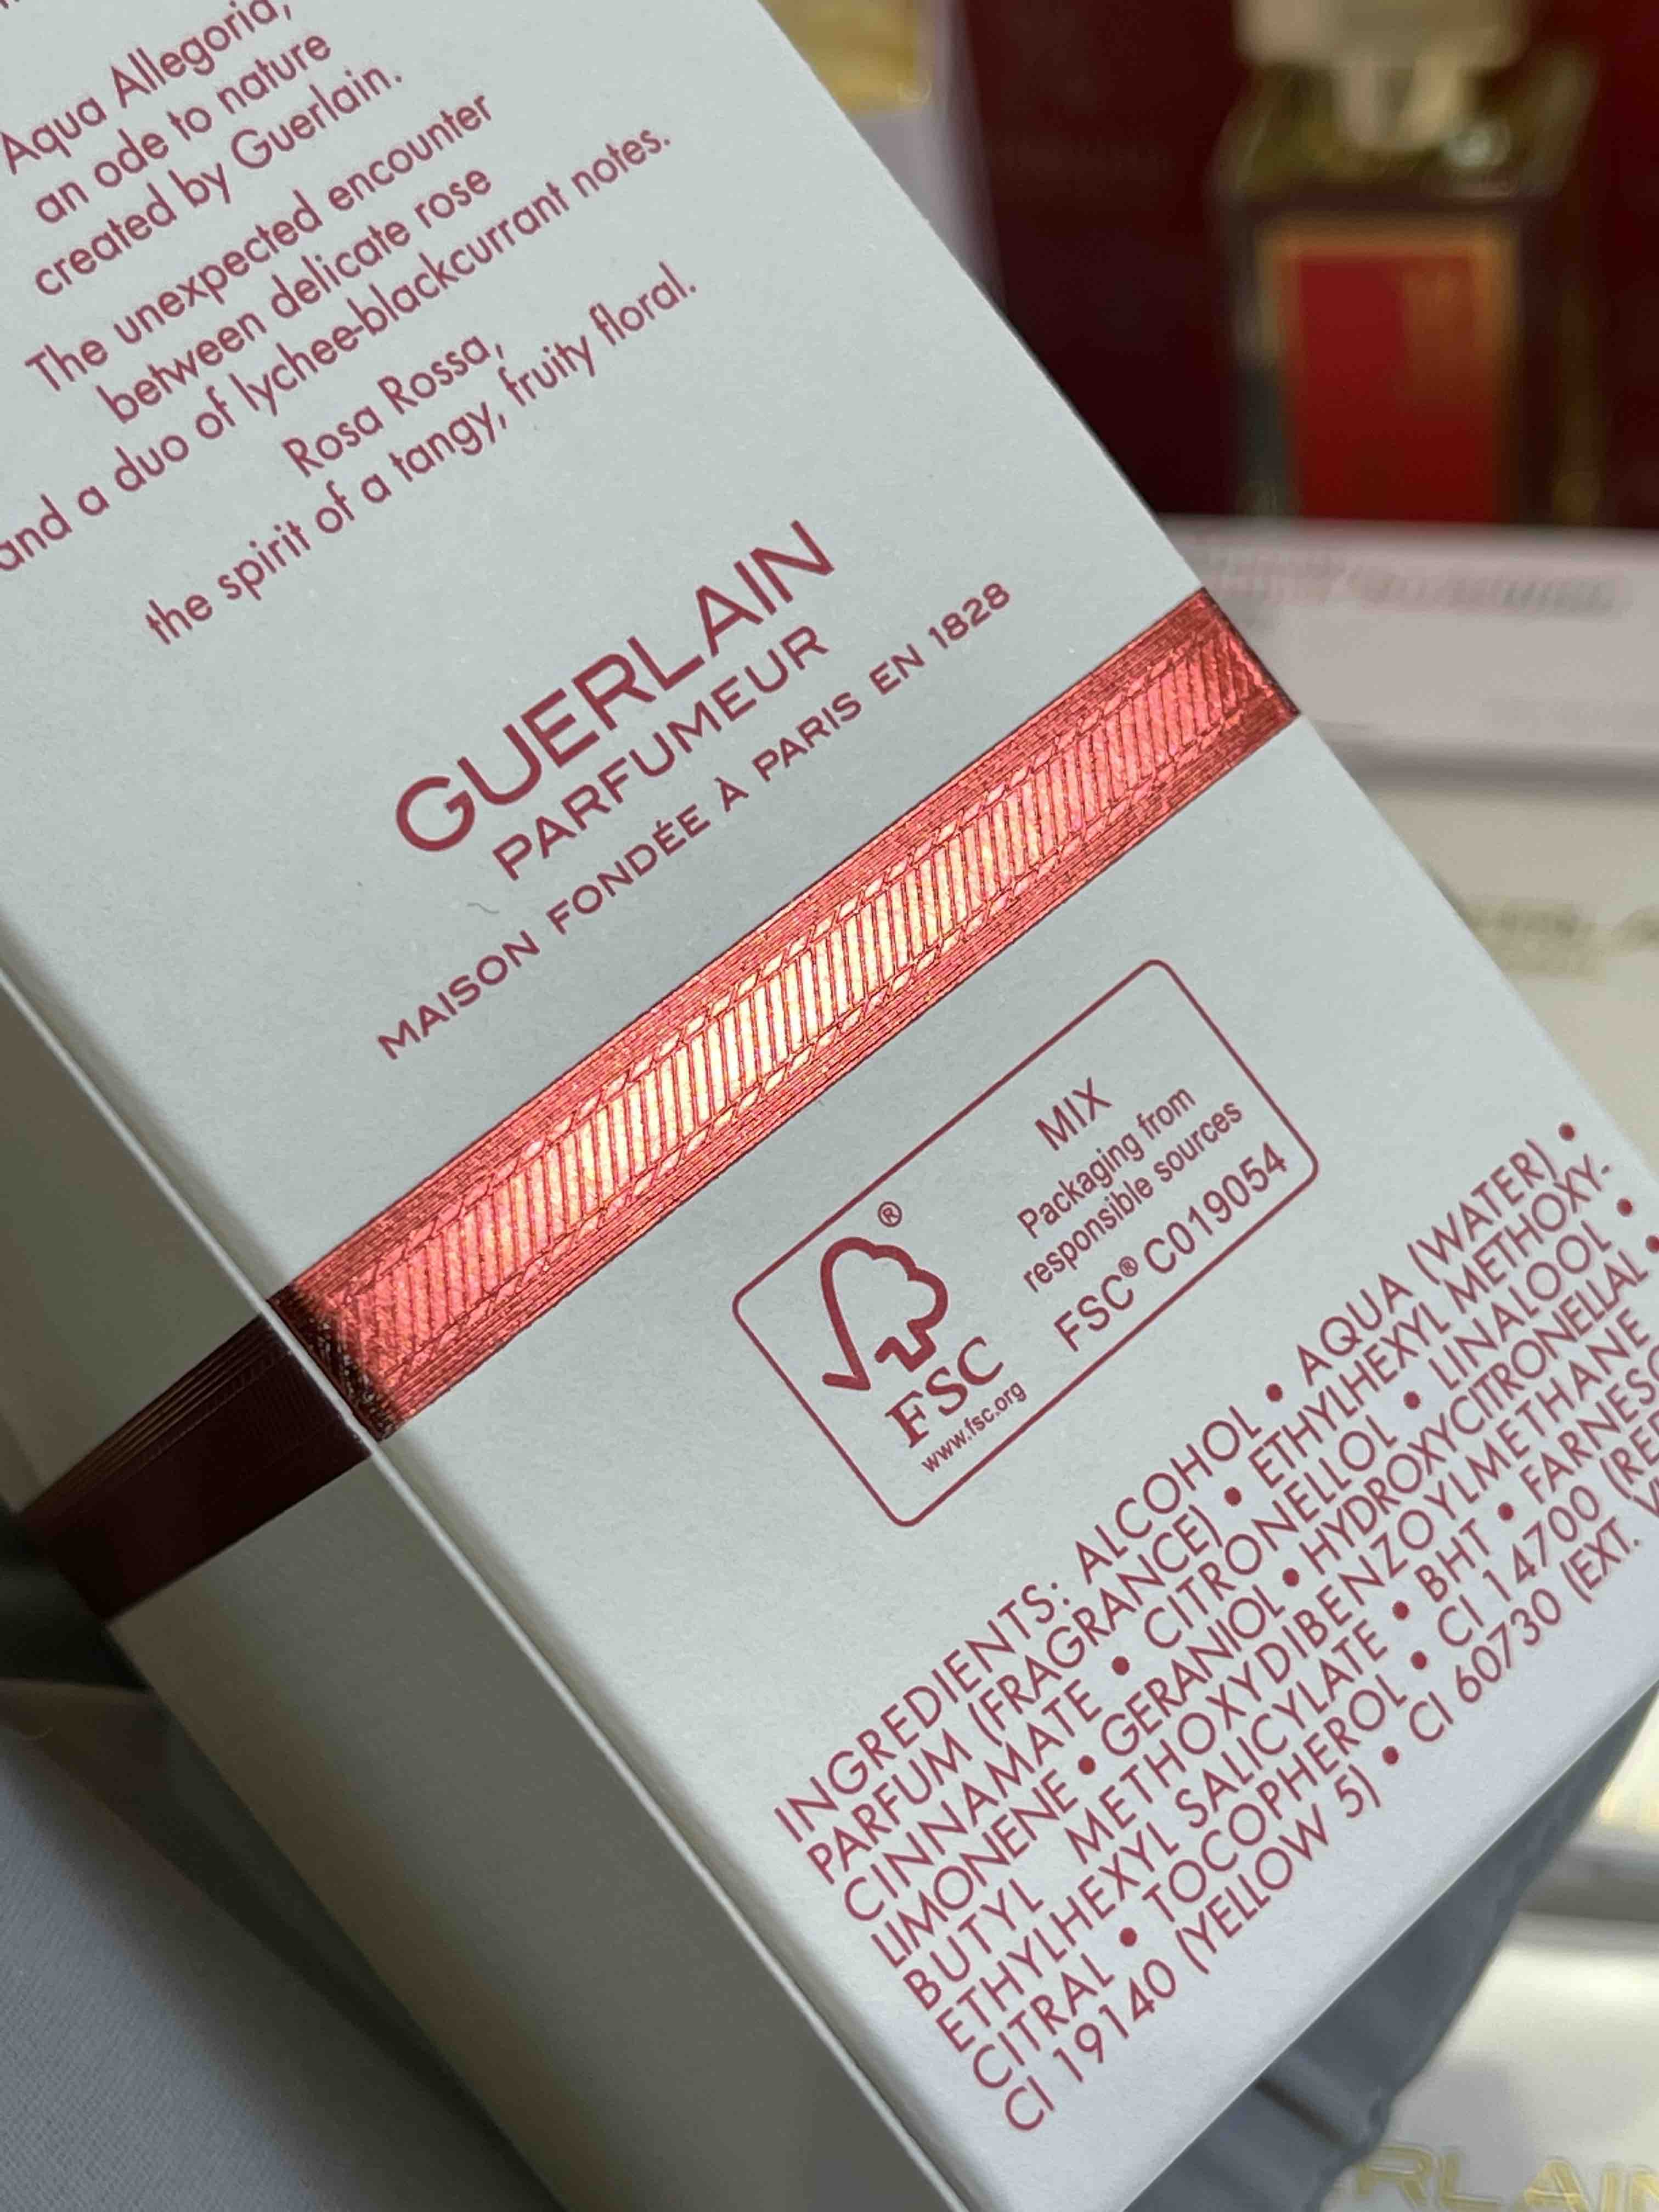 Aqua Allegoria,
an ode to nature
created by Guerlain.
The unexpected encounter
between delicate rose
and a duo of lychee-blackcurrant notes.
Rosa Rossa,
the spirit of a tangy, fruity floral.
GUERLAIN
PARFUMEUR
MAISON FONDÉE À PARIS EN 1828
®
FSC
www.fsc.org
MIX
Packaging from
responsible sources
FSC® C019054
INGREDIENTS: ALCOHOL • AQUA (WATER) •
PARFUM (FRAGRANCE) • ETHYLHEXYL METHOXY-
CINNAMATE • CITRONELLOL • LINALOOL •
LIMONENE • GERANIOL • HYDROXYCITRONELLAL •
BUTYL METHOXYDIBENZOYLMETHANE
ETHYLHEXYL SALICYLATE • BHT • FARNESO
CITRAL • TOCOPHEROL • CI 14700 (RED
CI 19140 (YELLOW 5) • CI 60730 (EXT. V